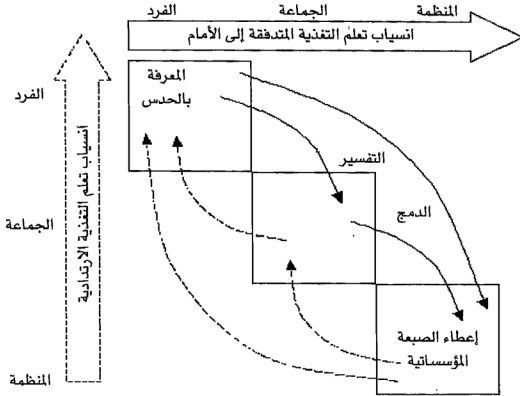 المنظمة الجماعة الفرد
انسياب تعلم التغذية المتدفقة إلى الأمام
الفرد
المعرفة
بالحدس
التفسير
انسياب تعلم التغذية الارتدادية
الجماعة
الدمج
إعطاء الصبعة
المؤسساتية
المنظمة